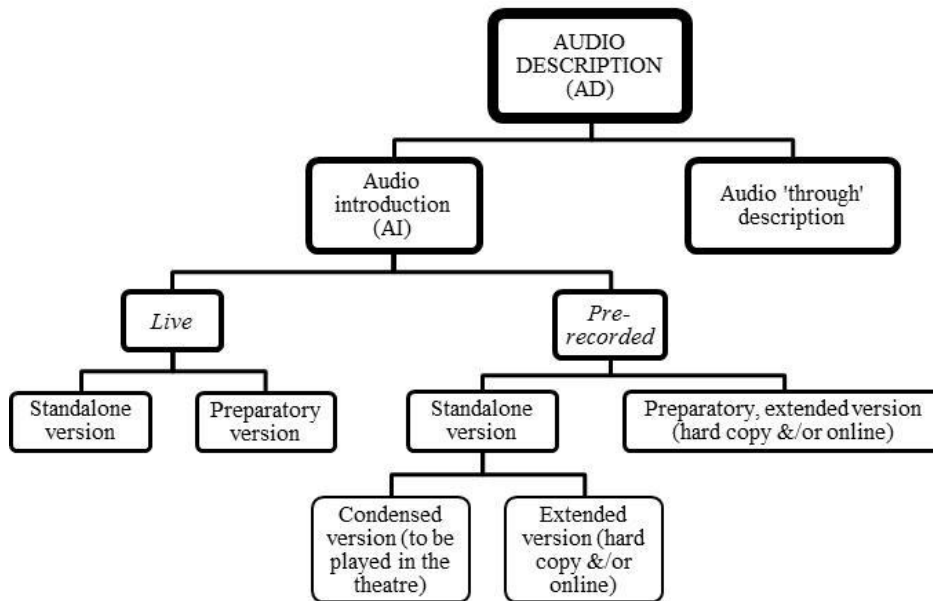 AUDIO
DESCRIPTION
(AD)
Audio
introduction
(AI)
Audio 'through'
description
Live
Pre-
recorded
Standalone
version
Preparatory
version
Standalone
version
Preparatory, extended version
(hard copy &/or online)
Condensed
version (to be
played in the
theatre)
Extended
version (hard
copy &/or
online)